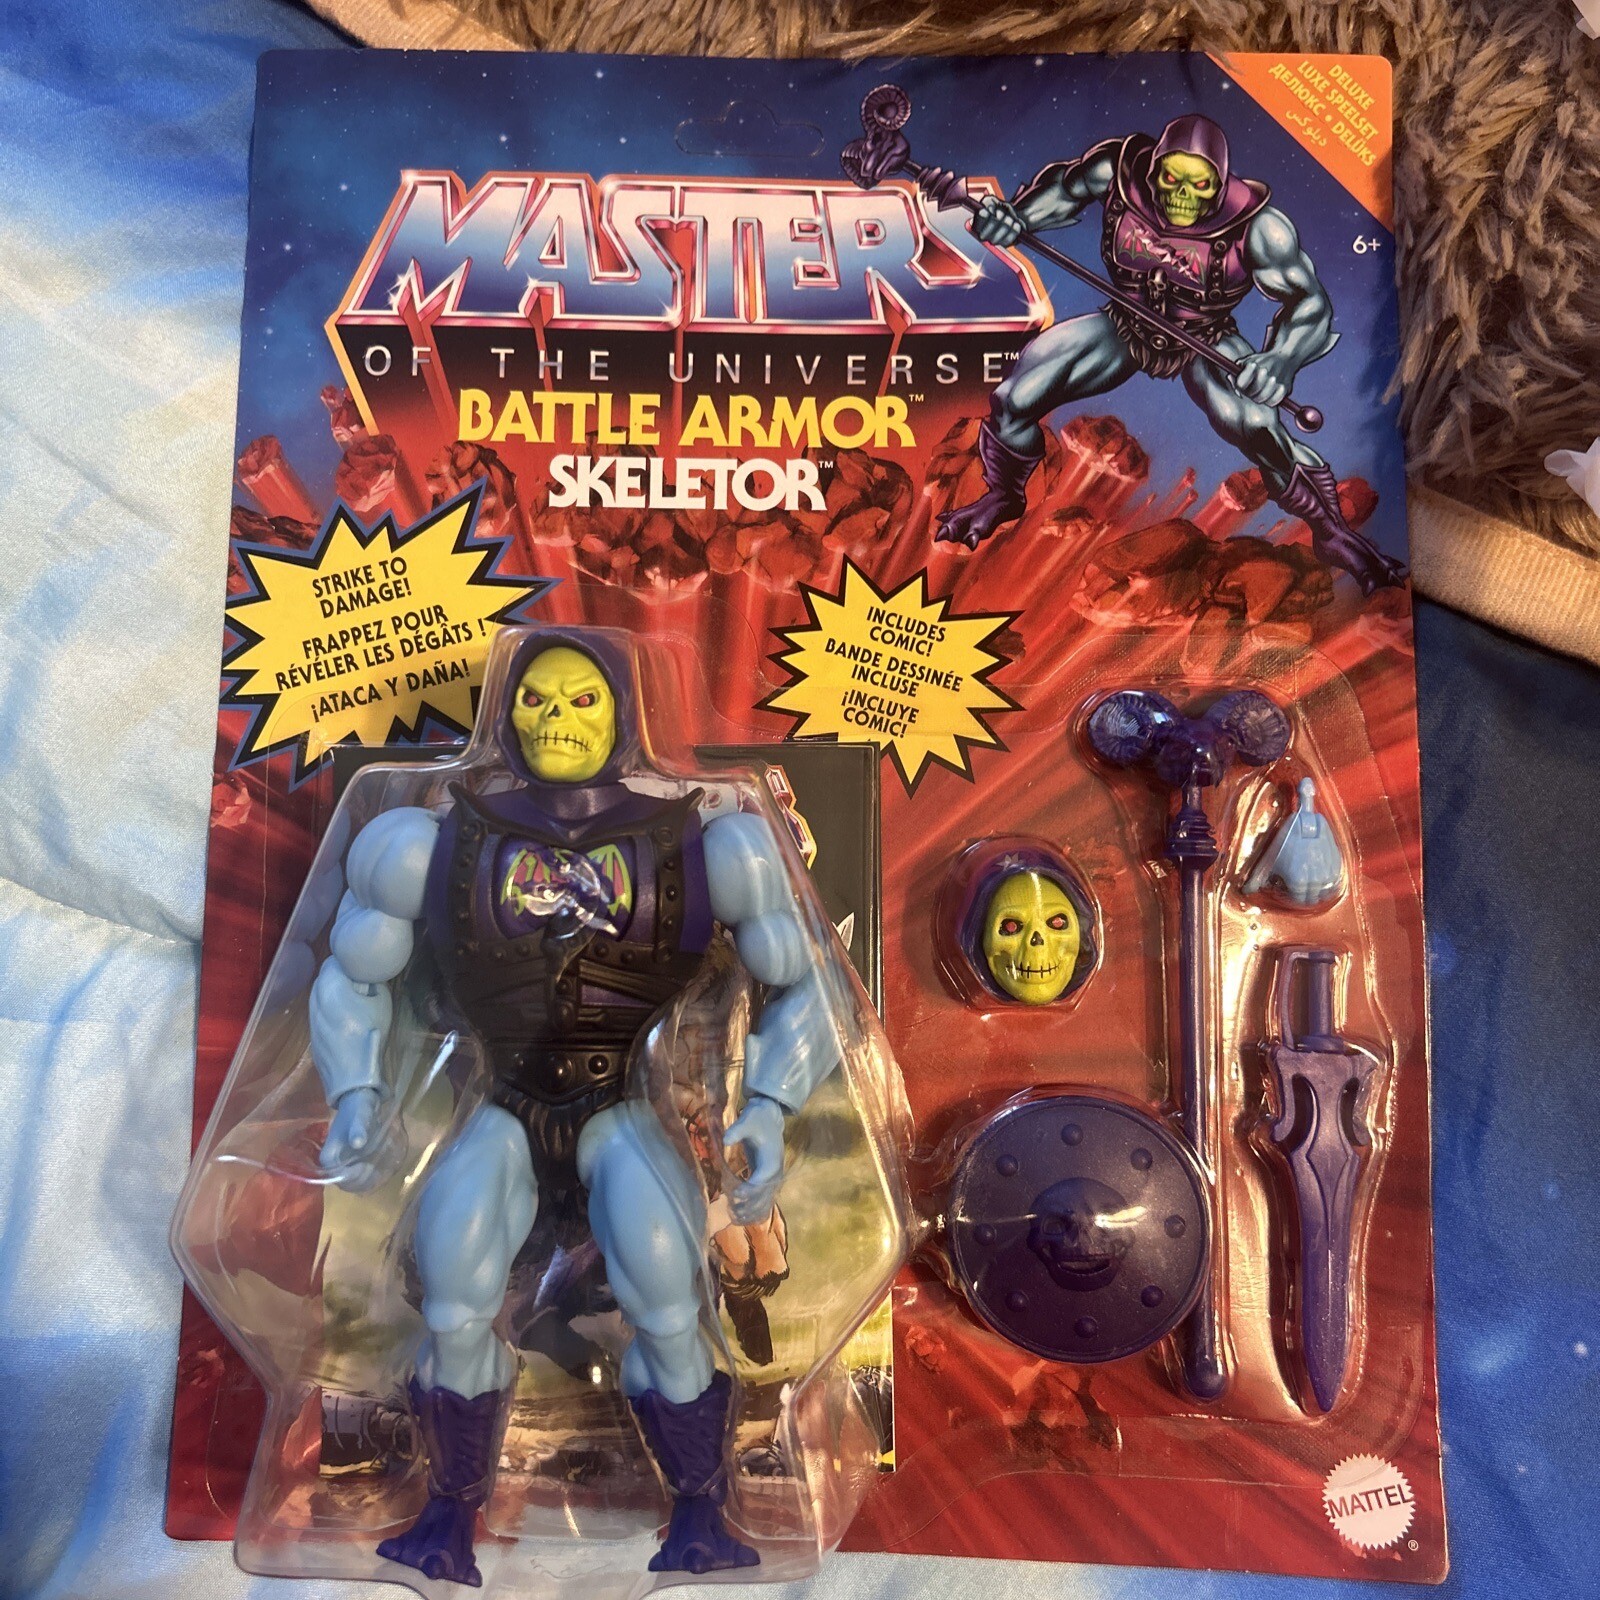 DELUXE
LUXE SPEELSET
ДЕЛЮКС • DELÜKS
ديلوكس
6+
MASTERS
OF THE UNIVERSE™
BATTLE ARMOR™
SKELETOR™
STRIKE TO
DAMAGE!
FRAPPEZ POUR
RÉVÉLER LES DÉGÂTS !
¡ATACA Y DAÑA!
INCLUDES
COMIC!
BANDE DESSINÉE
INCLUSE
¡INCLUYE
CÓMIC!
MATTEL
®